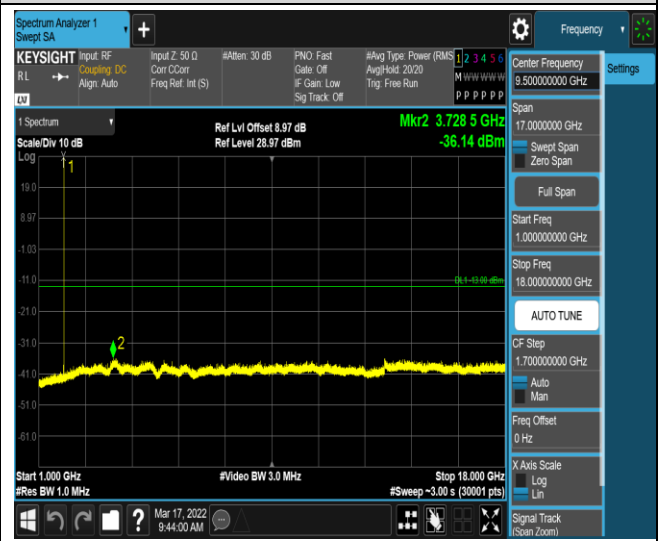 Spectrum Analyzer 1
Swept SA
+
Frequency
KEYSIGHT
RL
LXI
Input: RF
Coupling: DC
Align: Auto
Input Z: 50 Ω
Corr CCorr
Freq Ref: Int (S)
#Atten: 30 dB
PNO: Fast
Gate: Off
IF Gain: Low
Sig Track: Off
#Avg Type: Power (RMS
Avg|Hold: 20/20
Trig: Free Run
1 2 3 4 5 6
M W W W W W
P P P P P P
Center Frequency
9.500000000 GHz
Settings
1 Spectrum
Scale/Div 10 dB
Ref Lvl Offset 8.97 dB
Ref Level 28.97 dBm
Mkr2 3.728 5 GHz
-36.14 dBm
Log
1
19.0
8.97
-1.03
-11.0
DL1 -13.00 dBm
-21.0
-31.0
2
-41.0
-51.0
-61.0
Start 1.000 GHz
#Res BW 1.0 MHz
#Video BW 3.0 MHz
Stop 18.000 GHz
#Sweep ~3.00 s (30001 pts)
Span
17.0000000 GHz
Swept Span
Zero Span
Full Span
Start Freq
1.000000000 GHz
Stop Freq
18.000000000 GHz
AUTO TUNE
CF Step
1.700000000 GHz
Auto
Man
Freq Offset
0 Hz
X Axis Scale
Log
Lin
Signal Track
(Span Zoom)
?
Mar 17, 2022
9:44:00 AM